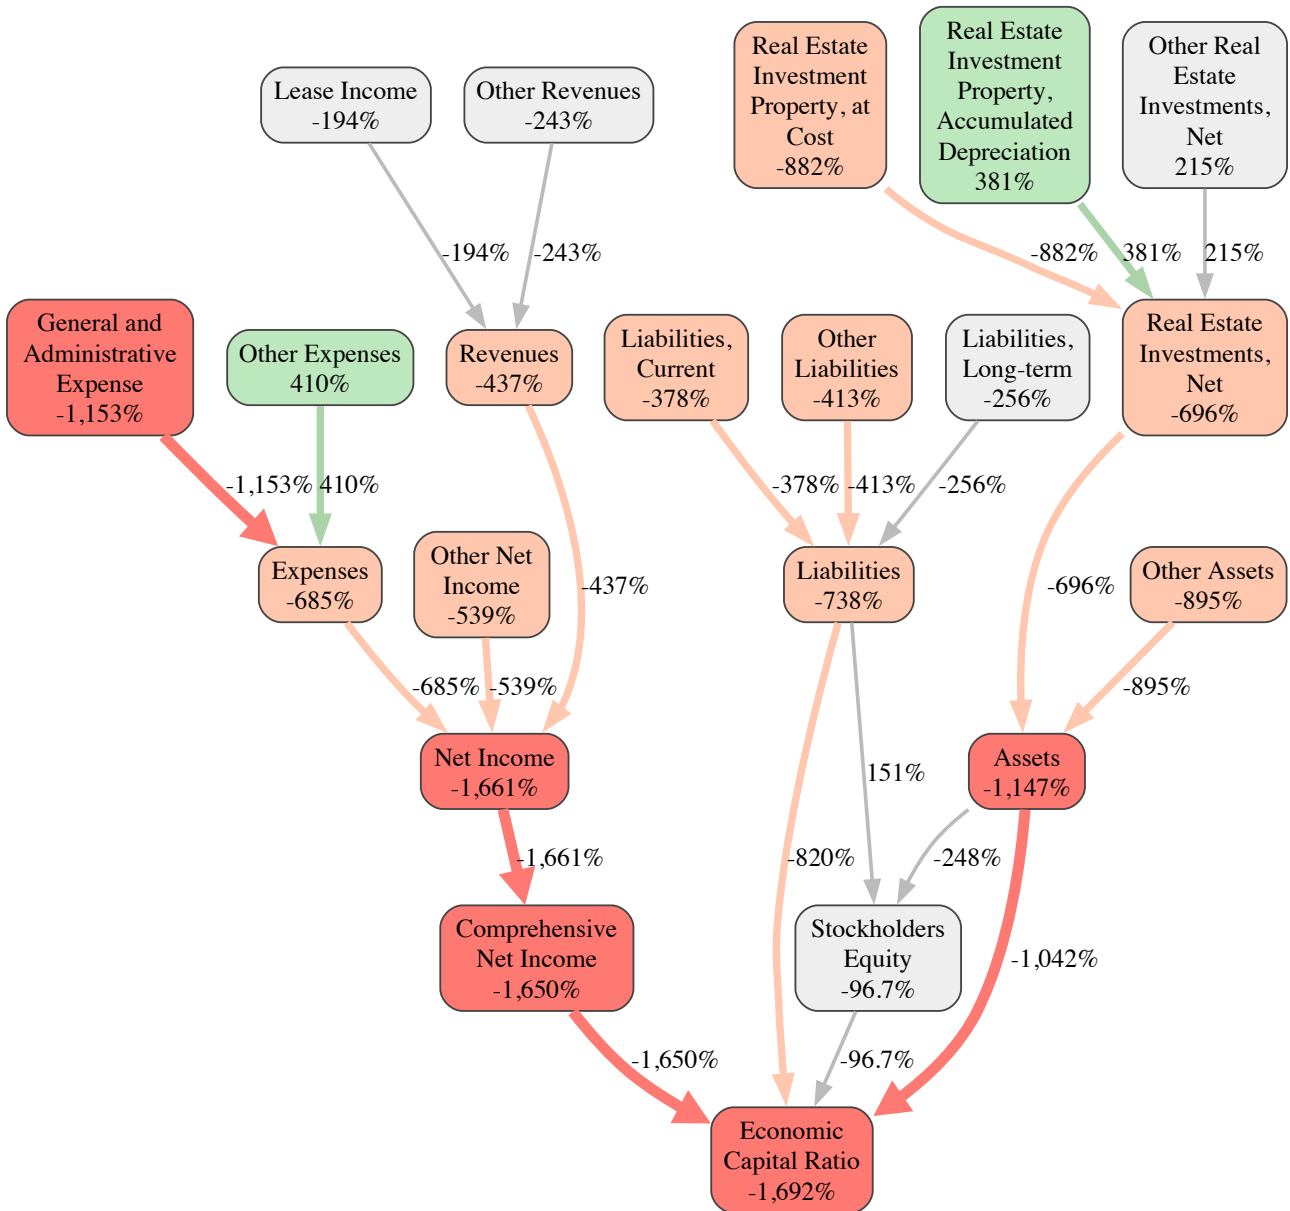 Real Estate
Investment
Property, at
Cost
-882%
Real Estate
Investment
Property,
Accumulated
Depreciation
381%
Other Real
Estate
Investments,
Net
215%
Lease Income
-194%
Other Revenues
-243%
-194%
-243%
-882%
381%
215%
General and
Administrative
Expense
-1,153%
Other Expenses
410%
Revenues
-437%
Liabilities,
Current
-378%
Other
Liabilities
-413%
Liabilities,
Long-term
-256%
Real Estate
Investments,
Net
-696%
-1,153%
410%
-378%
-413%
-256%
Expenses
-685%
Other Net
Income
-539%
-437%
Liabilities
-738%
-696%
Other Assets
-895%
-685%
-539%
-895%
Net Income
-1,661%
151%
Assets
-1,147%
-1,661%
-820%
-248%
Comprehensive
Net Income
-1,650%
Stockholders
Equity
-96.7%
-1,042%
-1,650%
-96.7%
Economic
Capital Ratio
-1,692%